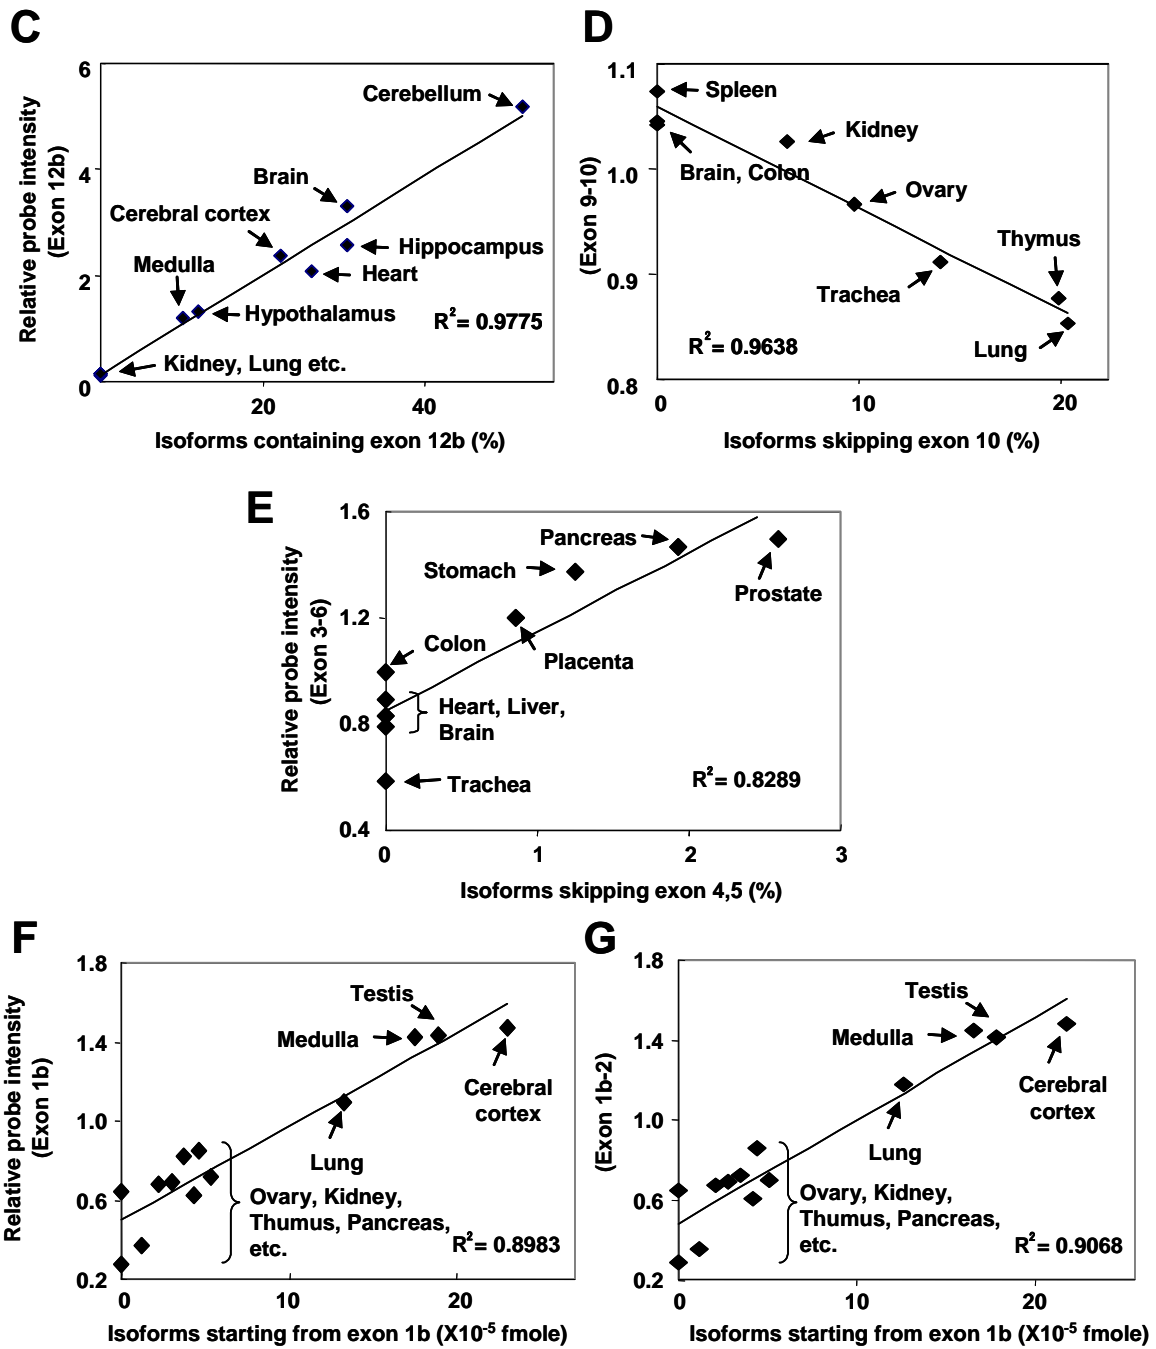 C
6
4
2
0
20
40
Relative probe intensity
(Exon 12b)
Cerebellum
Brain
Cerebral cortex
Hippocampus
Medulla
Heart
Hypothalamus
R²= 0.9775
Kidney, Lung etc.
Isoforms containing exon 12b (%)
D
1.1
1.0
0.9
0.8
0
10
20
(Exon 9-10)
Spleen
Kidney
Brain, Colon
Ovary
Thymus
Trachea
R²= 0.9638
Lung
Isoforms skipping exon 10 (%)
E
1.6
1.2
0.8
0.4
0
1
2
3
Relative probe intensity
(Exon 3-6)
Pancreas
Stomach
Prostate
Colon
Placenta
Heart, Liver,
Brain
Trachea
R²= 0.8289
Isoforms skipping exon 4,5 (%)
F
1.8
1.4
1.0
0.6
0.2
0
10
20
Relative probe intensity
(Exon 1b)
Testis
Medulla
Cerebral
cortex
Lung
Ovary, Kidney,
Thumus, Pancreas,
etc.
R²= 0.8983
Isoforms starting from exon 1b (X10⁻⁵ fmole)
G
1.8
1.4
1.0
0.6
0.2
0
10
20
(Exon 1b-2)
Testis
Medulla
Cerebral
cortex
Lung
Ovary, Kidney,
Thumus, Pancreas,
etc.
R²= 0.9068
Isoforms starting from exon 1b (X10⁻⁵ fmole)